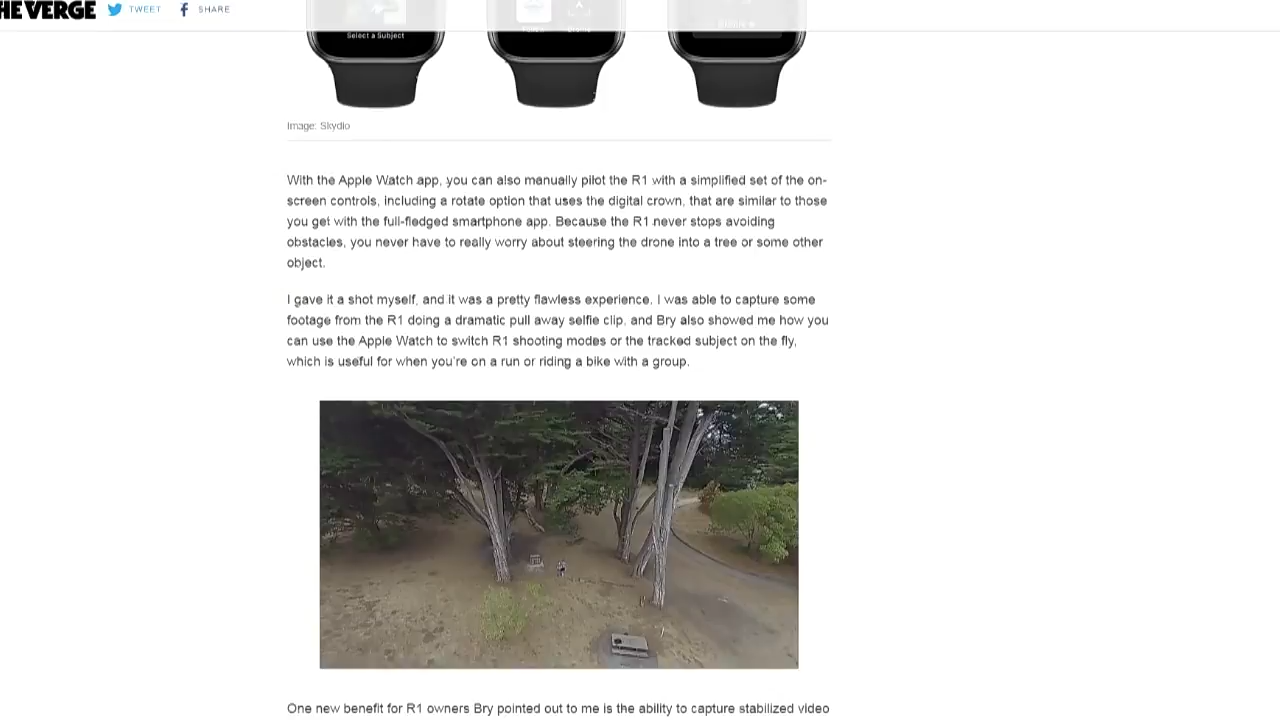 HE VERGE TWEET SHARE
Select a Subject
Image: Skydio
With the Apple Watch app, you can also manually pilot the R1 with a simplified set of the on-
screen controls, including a rotate option that uses the digital crown, that are similar to those
you get with the full-fledged smartphone app. Because the R1 never stops avoiding
obstacles, you never have to really worry about steering the drone into a tree or some other
object.
I gave it a shot myself, and it was a pretty flawless experience. I was able to capture some
footage from the R1 doing a dramatic pull away selfie clip, and Bry also showed me how you
can use the Apple Watch to switch R1 shooting modes or the tracked subject on the fly,
which is useful for when you're on a run or riding a bike with a group.
One new benefit for R1 owners Bry pointed out to me is the ability to capture stabilized video